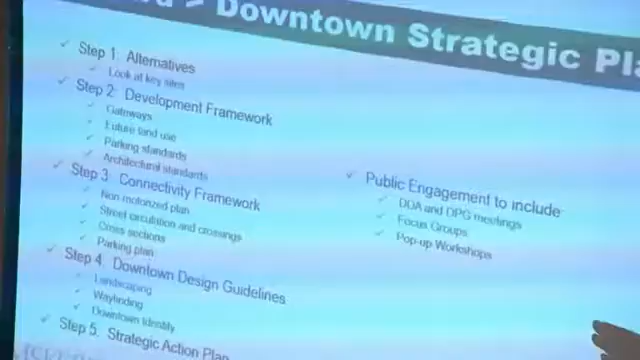 > Downtown Strategic Pla
Step 1: Alternatives
Look at key sites
Step 2: Development Framework
Gateways
Future land use
Parking standards
Architectural standards
Step 3: Connectivity Framework
Non motorized plan
Street circulation and crossings
Cross sections
Parking plan
Step 4: Downtown Design Guidelines
Landscaping
Wayfinding
Downtown Identity
Step 5: Strategic Action Plan
Public Engagement to include:
DDA and DPG meetings
Focus Groups
Pop-up Workshops